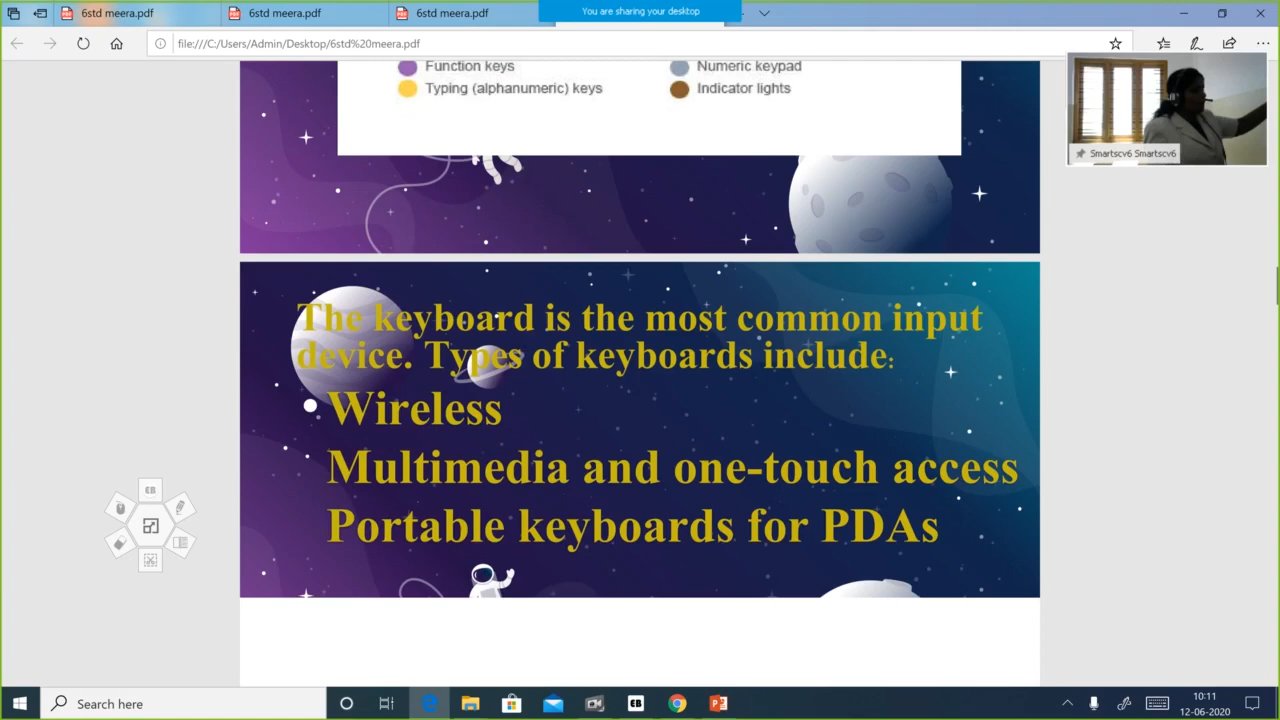 6std meera.pdf
6std meera.pdf
6std meera.pdf
You are sharing your desktop
file:///C:/Users/Admin/Desktop/6std%20meera.pdf
Function keys
Numeric keypad
Typing (alphanumeric) keys
Indicator lights
Smartscv6 Smartscv6
The keyboard is the most common input
device. Types of keyboards include:
Wireless
Multimedia and one-touch access
Portable keyboards for PDAs
EB
Search here
EB
10:11
12-06-2020